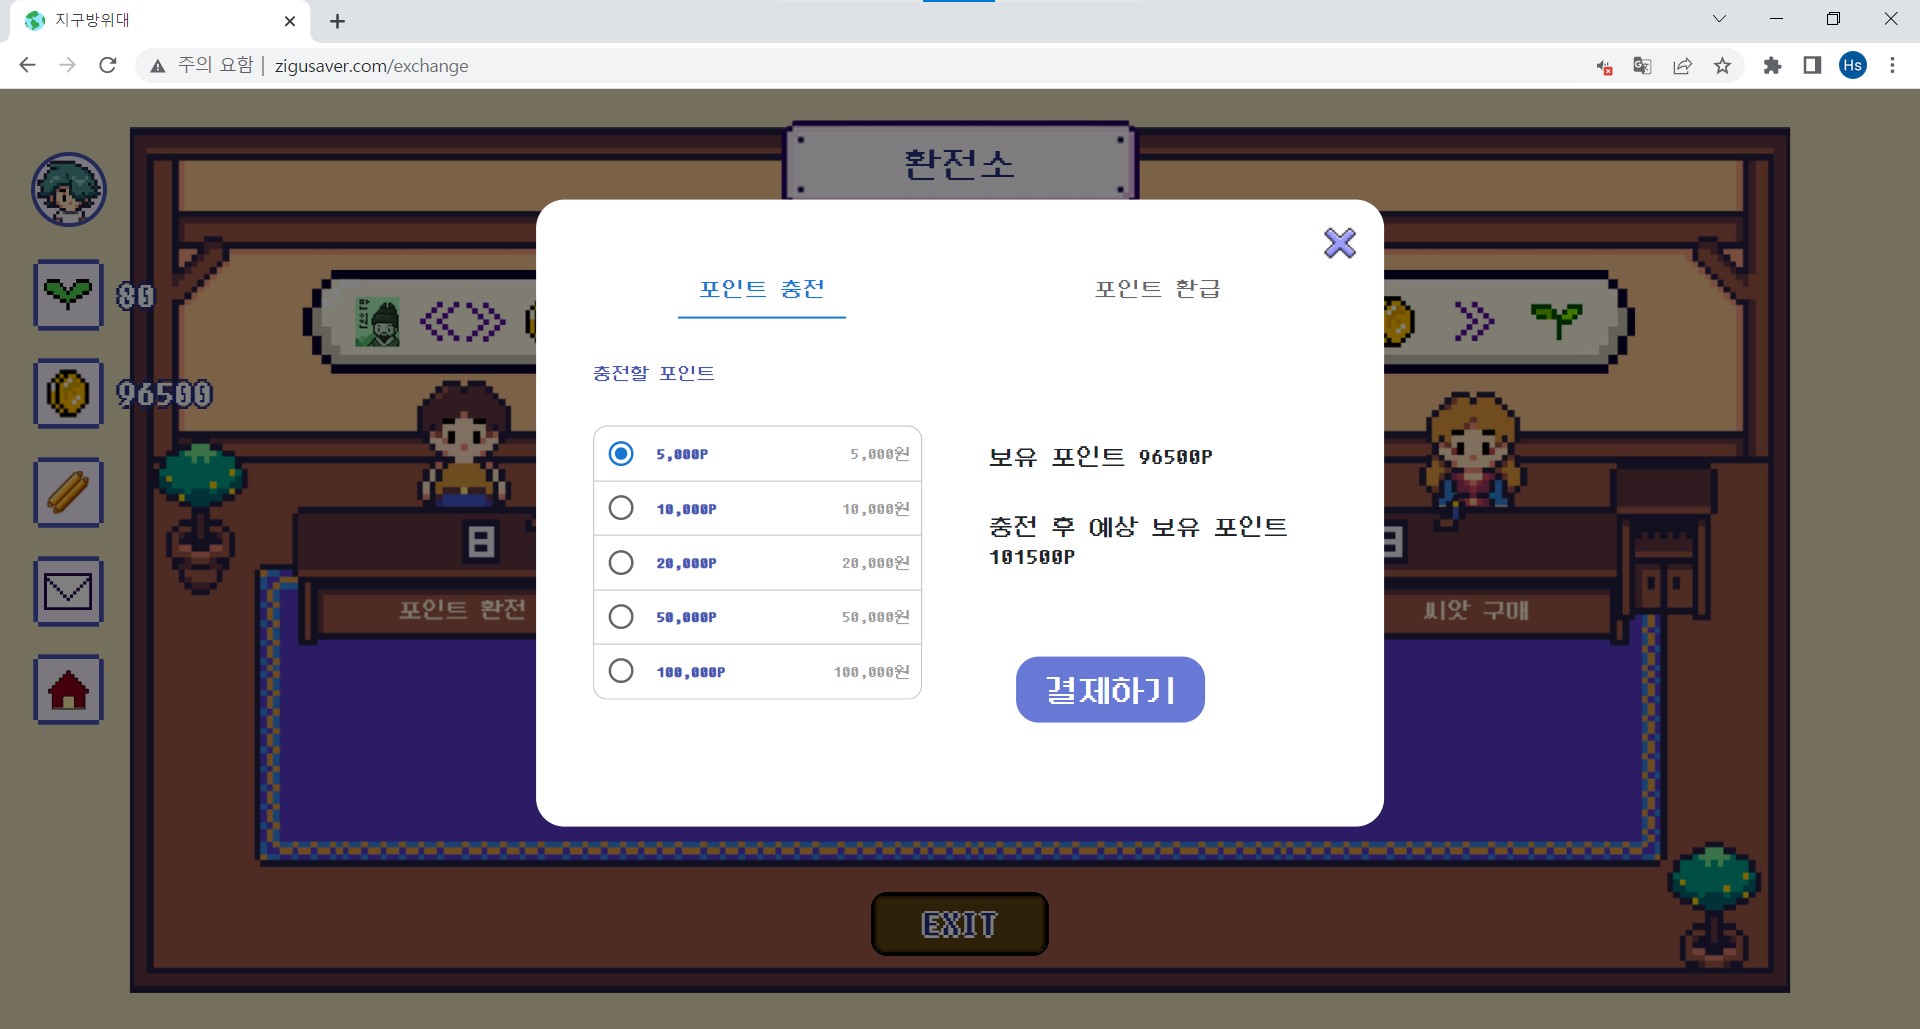 지구방위대
주의 요함 | zigusaver.com/exchange
Hs
환전소
80
96500
포인트 충전
포인트 환급
충전할 포인트
5,000P 5,000원
10,000P 10,000원
20,000P 20,000원
50,000P 50,000원
100,000P 100,000원
보유 포인트 96500P
충전 후 예상 보유 포인트
101500P
결제하기
포인트 환전
씨앗 구매
EXIT